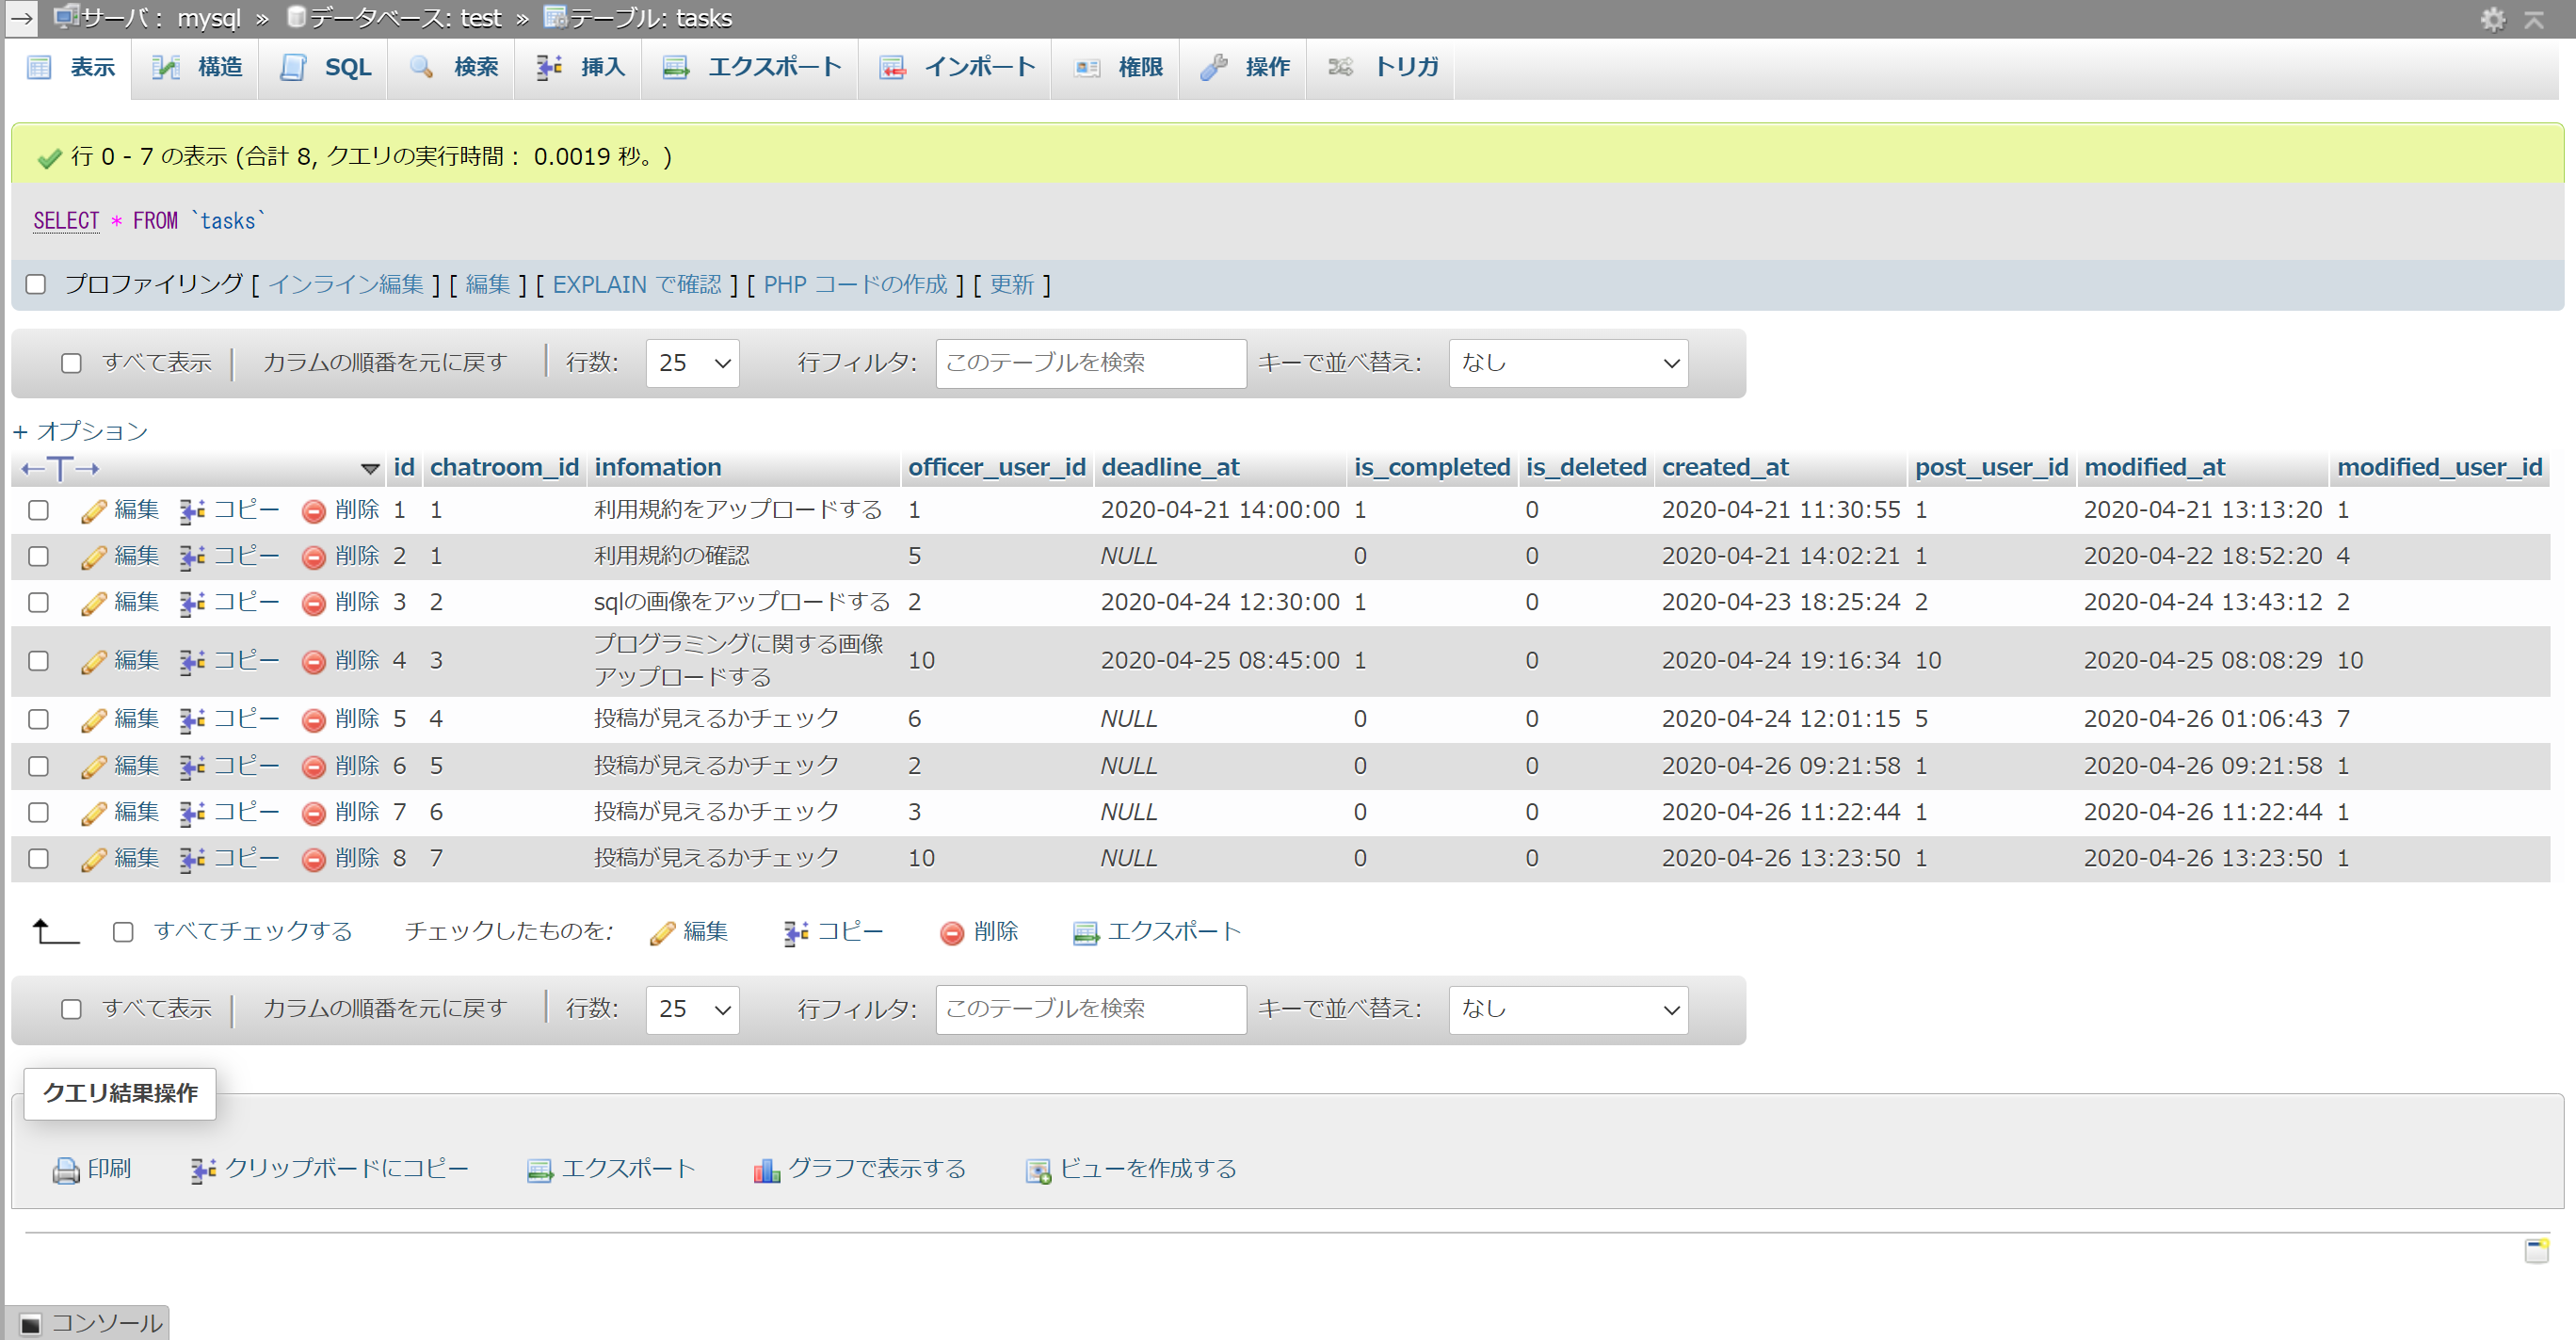 サーバ： mysql » データベース: test » テーブル: tasks
表示 構造 SQL 検索 挿入 エクスポート インポート 権限 操作 トリガ
行 0 - 7 の表示 (合計 8, クエリの実行時間： 0.0019 秒。)
SELECT * FROM `tasks`
プロファイリング [ インライン編集 ] [ 編集 ] [ EXPLAIN で確認 ] [ PHP コードの作成 ] [ 更新 ]
すべて表示 | カラムの順番を元に戻す | 行数: 25 行フィルタ: このテーブルを検索 キーで並べ替え: なし
+ オプション
←T→ id chatroom_id infomation officer_user_id deadline_at is_completed is_deleted created_at post_user_id modified_at modified_user_id
編集 コピー 削除 1 1 利用規約をアップロードする 1 2020-04-21 14:00:00 1 0 2020-04-21 11:30:55 1 2020-04-21 13:13:20 1
編集 コピー 削除 2 1 利用規約の確認 5 NULL 0 0 2020-04-21 14:02:21 1 2020-04-22 18:52:20 4
編集 コピー 削除 3 2 sqlの画像をアップロードする 2 2020-04-24 12:30:00 1 0 2020-04-23 18:25:24 2 2020-04-24 13:43:12 2
編集 コピー 削除 4 3 プログラミングに関する画像
アップロードする 10 2020-04-25 08:45:00 1 0 2020-04-24 19:16:34 10 2020-04-25 08:08:29 10
編集 コピー 削除 5 4 投稿が見えるかチェック 6 NULL 0 0 2020-04-24 12:01:15 5 2020-04-26 01:06:43 7
編集 コピー 削除 6 5 投稿が見えるかチェック 2 NULL 0 0 2020-04-26 09:21:58 1 2020-04-26 09:21:58 1
編集 コピー 削除 7 6 投稿が見えるかチェック 3 NULL 0 0 2020-04-26 11:22:44 1 2020-04-26 11:22:44 1
編集 コピー 削除 8 7 投稿が見えるかチェック 10 NULL 0 0 2020-04-26 13:23:50 1 2020-04-26 13:23:50 1
すべてチェックする チェックしたものを: 編集 コピー 削除 エクスポート
すべて表示 | カラムの順番を元に戻す | 行数: 25 行フィルタ: このテーブルを検索 キーで並べ替え: なし
クエリ結果操作
印刷 クリップボードにコピー エクスポート グラフで表示する ビューを作成する
コンソール